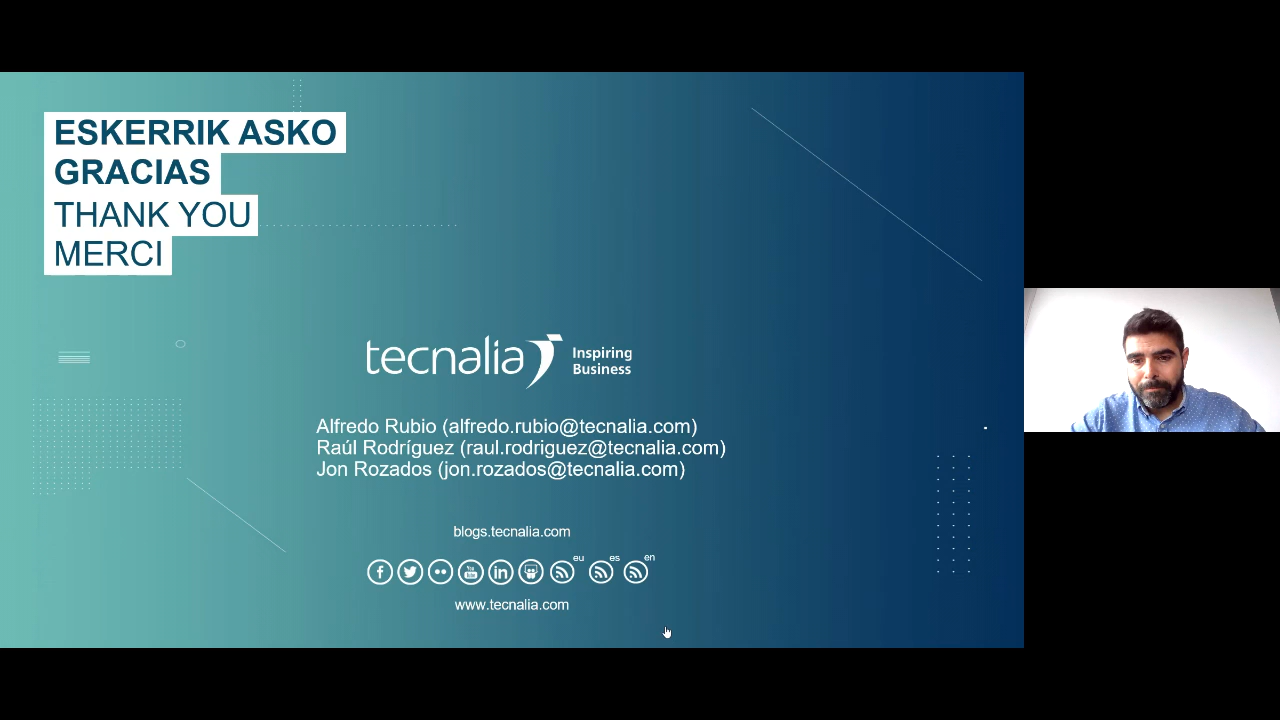 ESKERRIK ASKO
GRACIAS
THANK YOU
MERCI
tecnalia Inspiring
Business
Alfredo Rubio (alfredo.rubio@tecnalia.com)
Raúl Rodríguez (raul.rodriguez@tecnalia.com)
Jon Rozados (jon.rozados@tecnalia.com)
blogs.tecnalia.com
eu es en
www.tecnalia.com